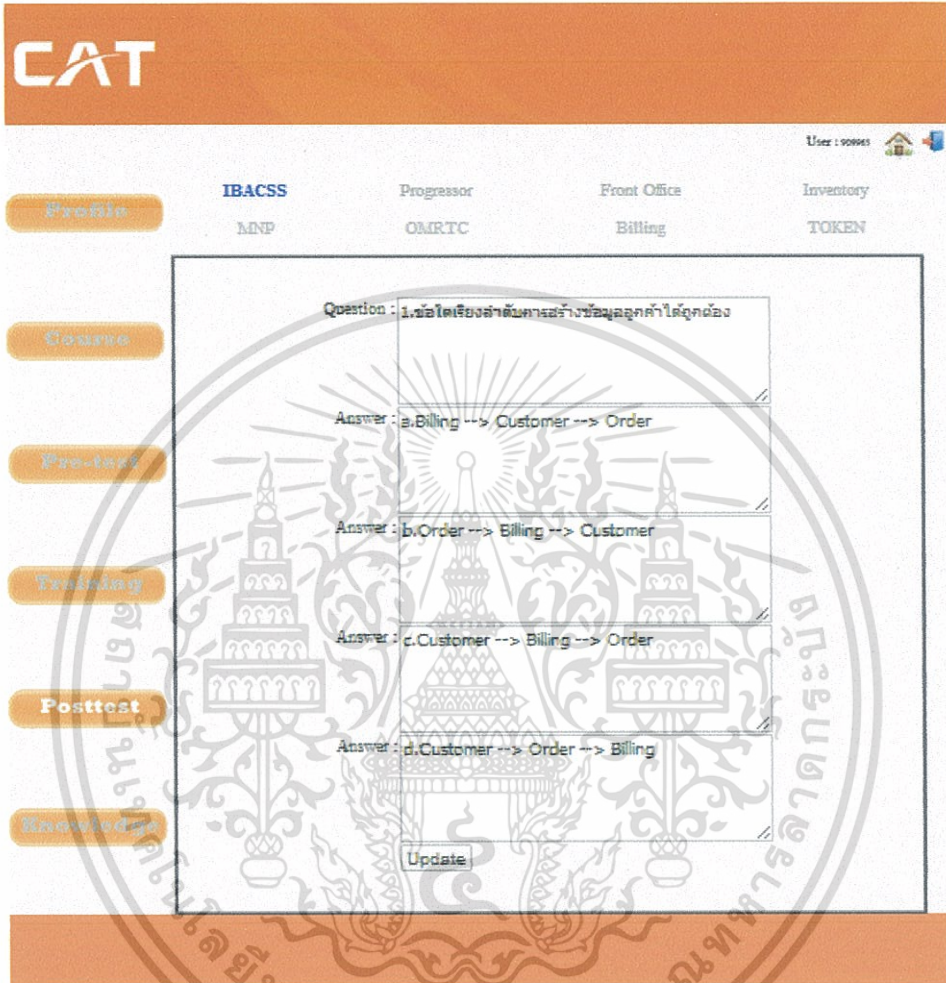 CAT
User : 909965
IBACSS Progressor Front Office Inventory
Profile
MNP OMRTC Billing TOKEN
Question : 1.ข้อใดเรียงลำดับการสร้างข้อมูลลูกค้าได้ถูกต้อง
Course
Answer : a.Billing --> Customer --> Order
Pre-test
Answer : b.Order --> Billing --> Customer
Training
Answer : c.Customer --> Billing --> Order
Posttest
Answer : d.Customer --> Order --> Billing
Knowledge
Update